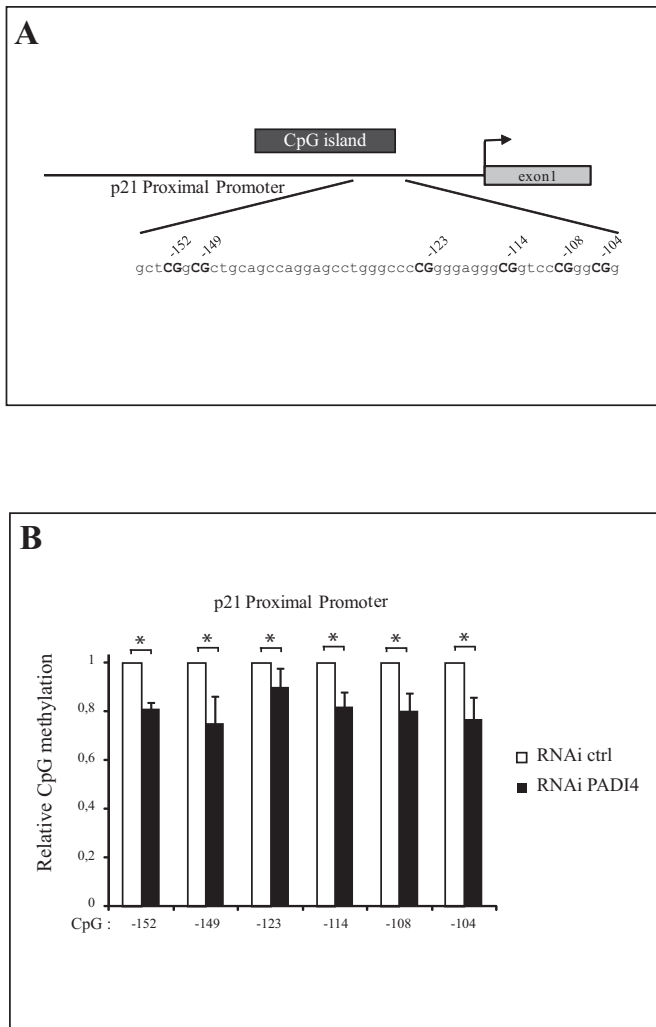 A
CpG island
exon1
p21 Proximal Promoter
-152 -149 -123 -114 -108 -104
gctCGgCGctgcagccaggagcctgggcccCGgggagggCGgtcccCGggCGg
B
p21 Proximal Promoter
* * * * * *
Relative CpG methylation
1
0,8
0,6
0,4
0,2
0
CpG : -152 -149 -123 -114 -108 -104
RNAi ctrl
RNAi PADI4